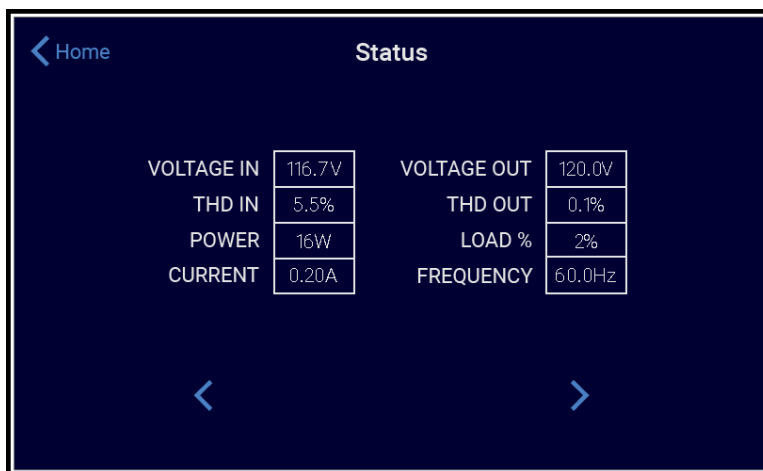 Home
Status
VOLTAGE IN 116.7V VOLTAGE OUT 120.0V
THD IN 5.5% THD OUT 0.1%
POWER 16W LOAD % 2%
CURRENT 0.20A FREQUENCY 60.0Hz